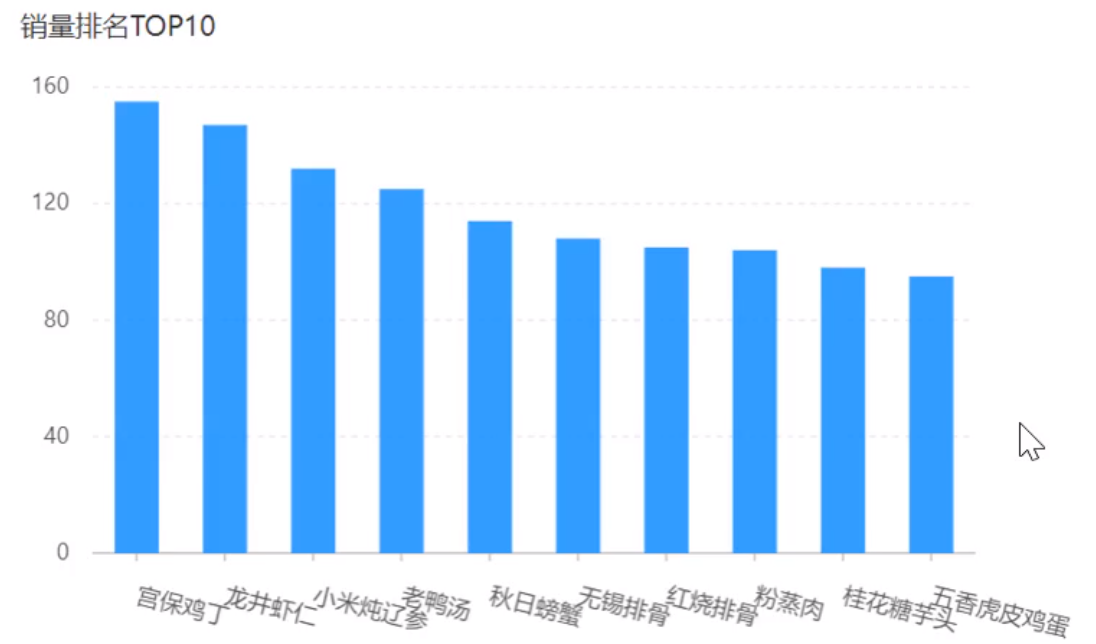 销量排名TOP10
160
120
80
40
0
宫保鸡丁
龙井虾仁
小米炖辽参
老鸭汤
秋日螃蟹
无锡排骨
红烧排骨
粉蒸肉
桂花糖芋头
五香虎皮鸡蛋